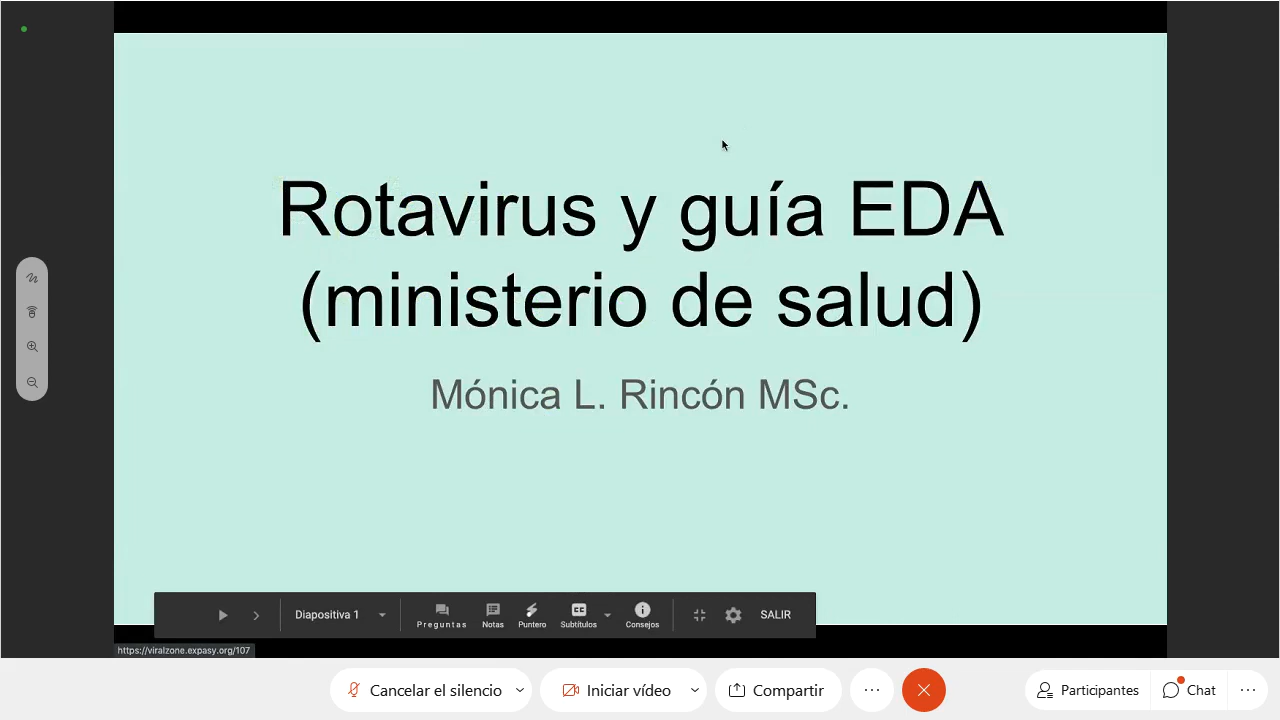 Rotavirus y guía EDA
(ministerio de salud)
Mónica L. Rincón MSc.
Diapositiva 1
Preguntas
Notas
Puntero
Subtítulos
Consejos
SALIR
https://viralzone.expasy.org/107
Cancelar el silencio
Iniciar vídeo
Compartir
Participantes
Chat